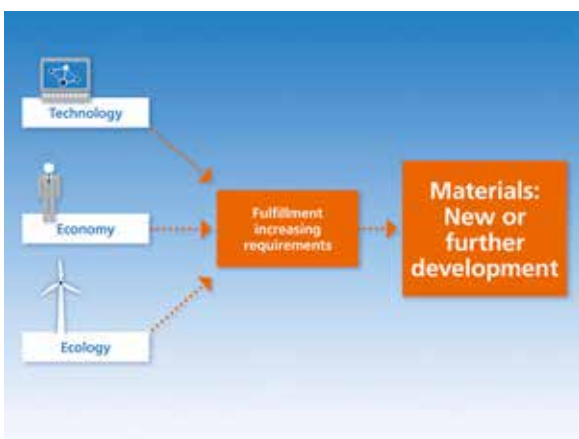 Technology
Economy
Ecology
Fulfillment
increasing
requirements
Materials:
New or
further
development